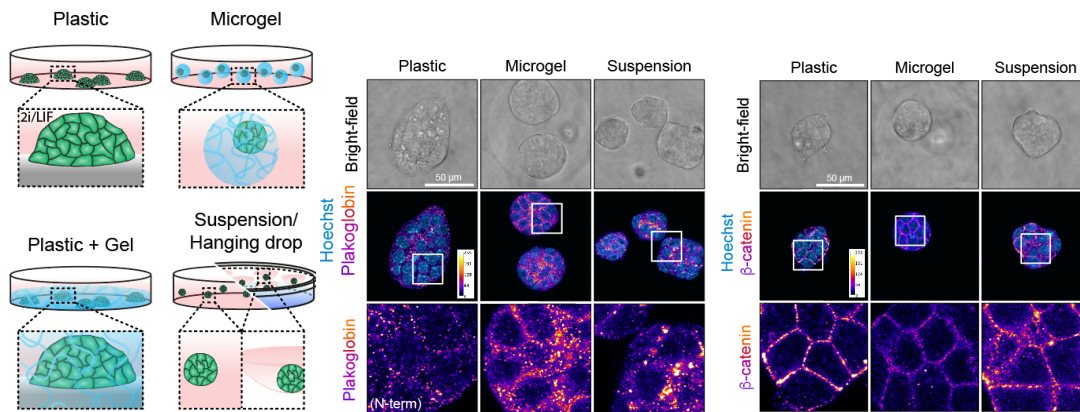 Plastic
Microgel
2i/LIF
Plastic + Gel
Suspension/
Hanging drop
Plastic
Microgel
Suspension
Bright-field
50 µm
Hoechst
Plakoglobin
Plakoglobin
(N-term)
Plastic
Microgel
Suspension
Bright-field
50 µm
Hoechst
β-catenin
β-catenin